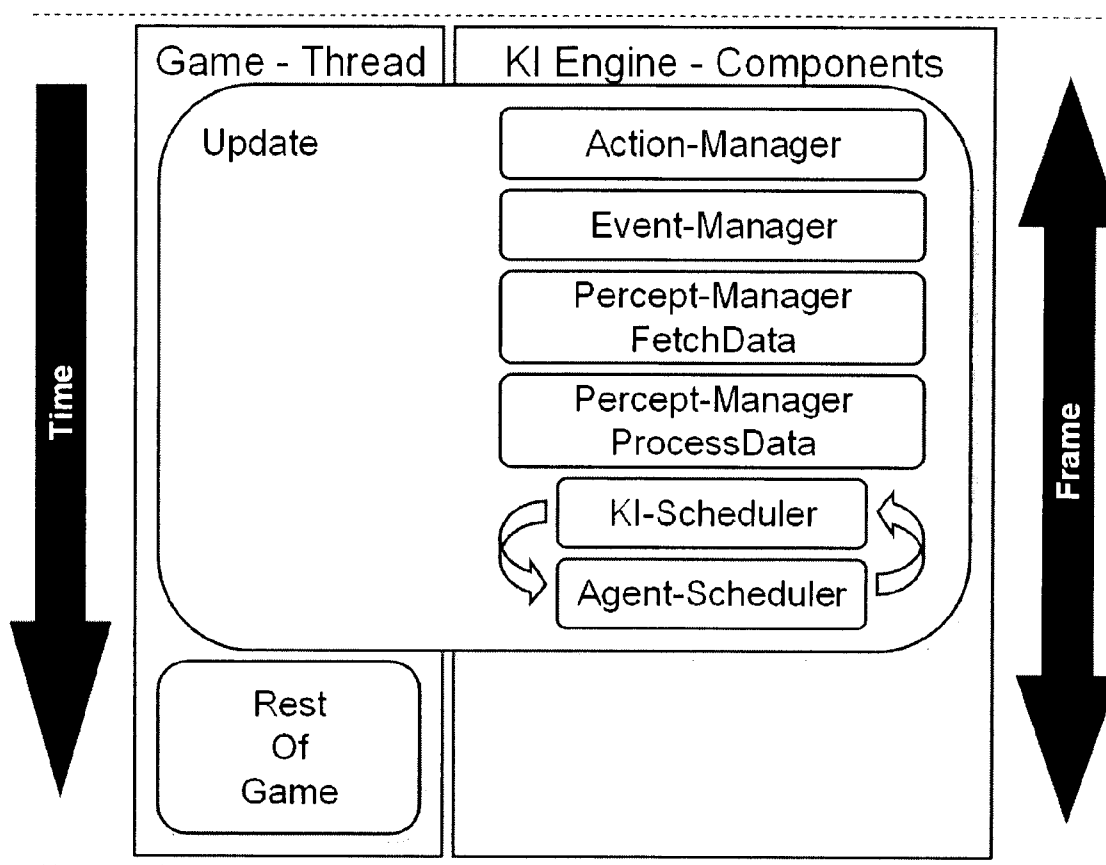 Game - Thread
KI Engine - Components
Update
Action-Manager
Event-Manager
Percept-Manager
FetchData
Percept-Manager
ProcessData
KI-Scheduler
Agent-Scheduler
Rest
Of
Game
Time
Frame